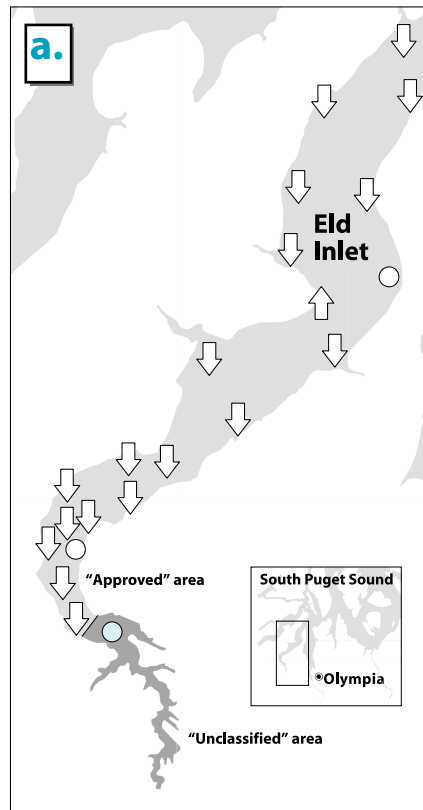 a.
Eld
Inlet
“Approved” area
South Puget Sound
Olympia
“Unclassified” area